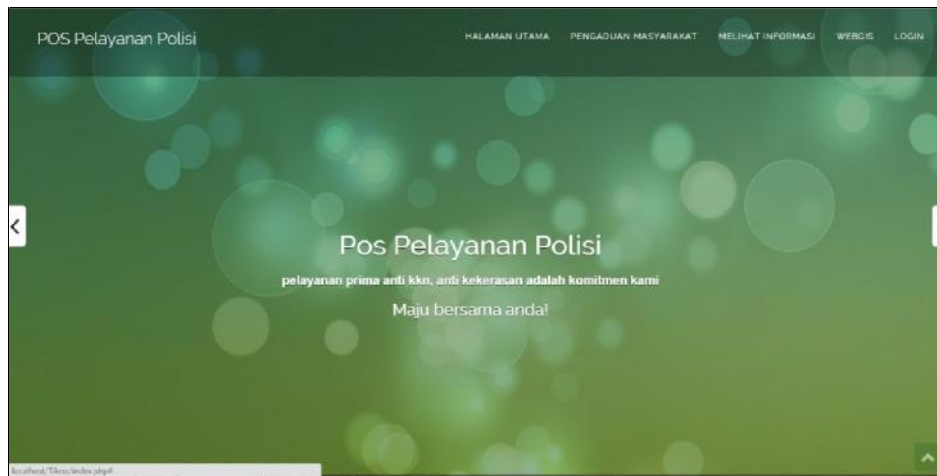 POS Pelayanan Polisi
HALAMAN UTAMA PENGADUAN MASYARAKAT MELIHAT INFORMASI WEBGIS LOGIN
Pos Pelayanan Polisi
pelayanan prima anti kkn, anti kekerasan adalah komitmen kami
Maju bersama anda!